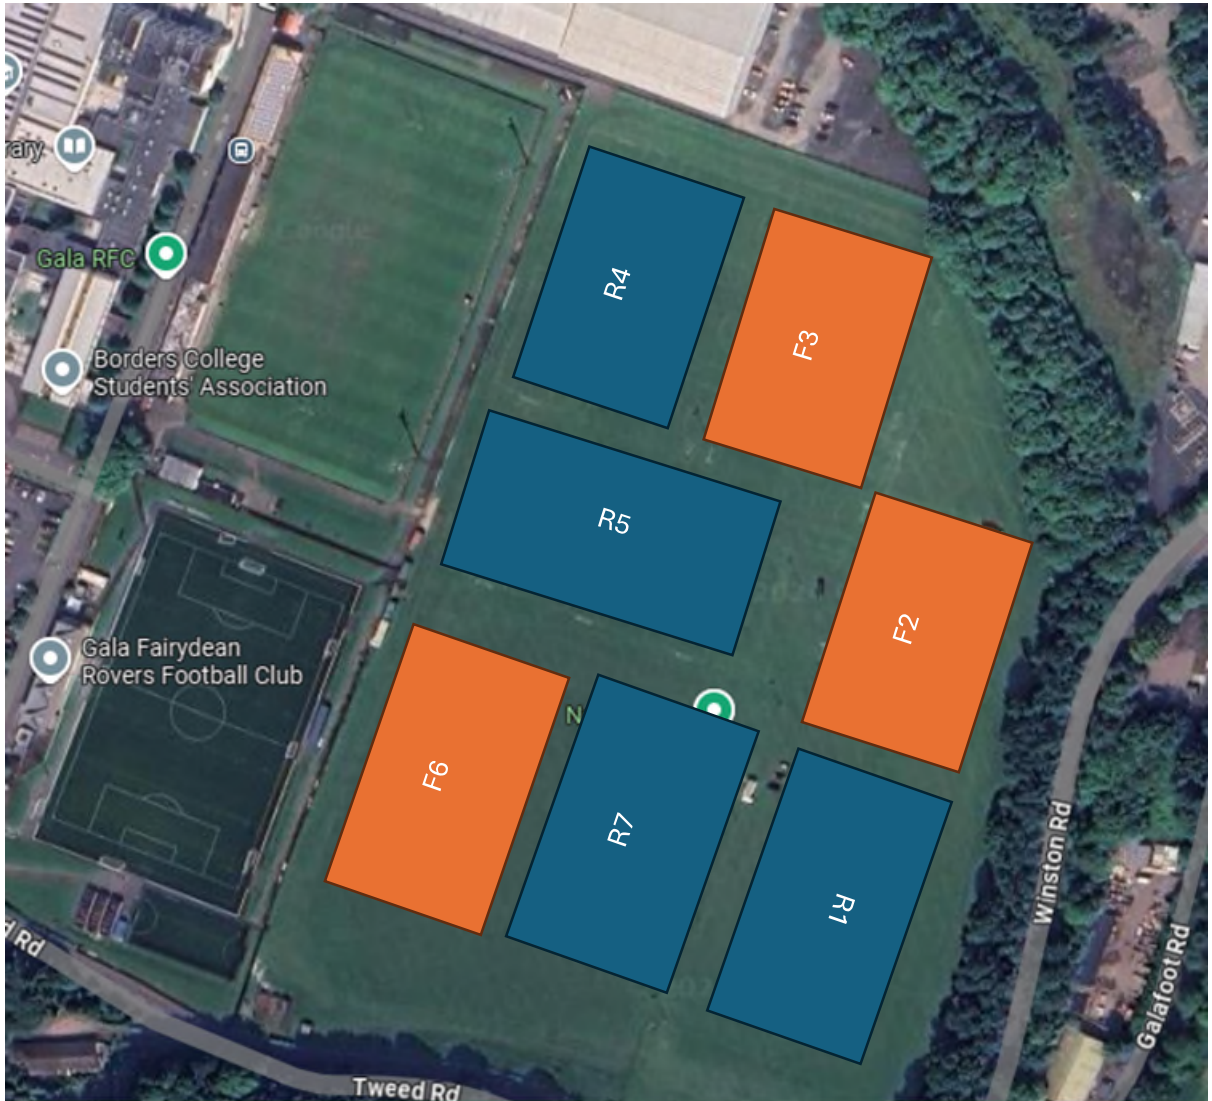 rary
Gala RFC
Borders College
Students' Association
Gala Fairydean
Rovers Football Club
R4
F3
R5
F2
N
F6
R7
R1
Winston Rd
Galafoot Rd
d Rd
Tweed Rd